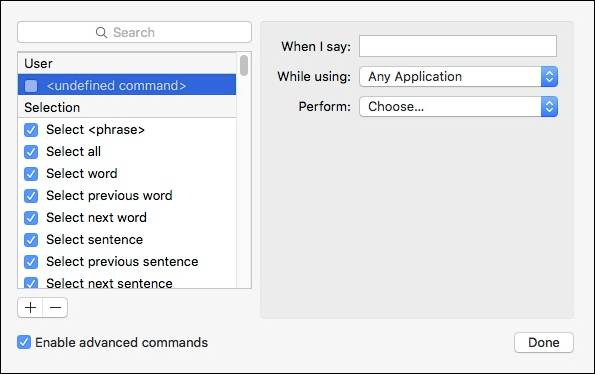 Search
User
<undefined command>
Selection
Select <phrase>
Select all
Select word
Select previous word
Select next word
Select sentence
Select previous sentence
Select next sentence
+ −
Enable advanced commands
When I say:
While using: Any Application
Perform: Choose...
Done